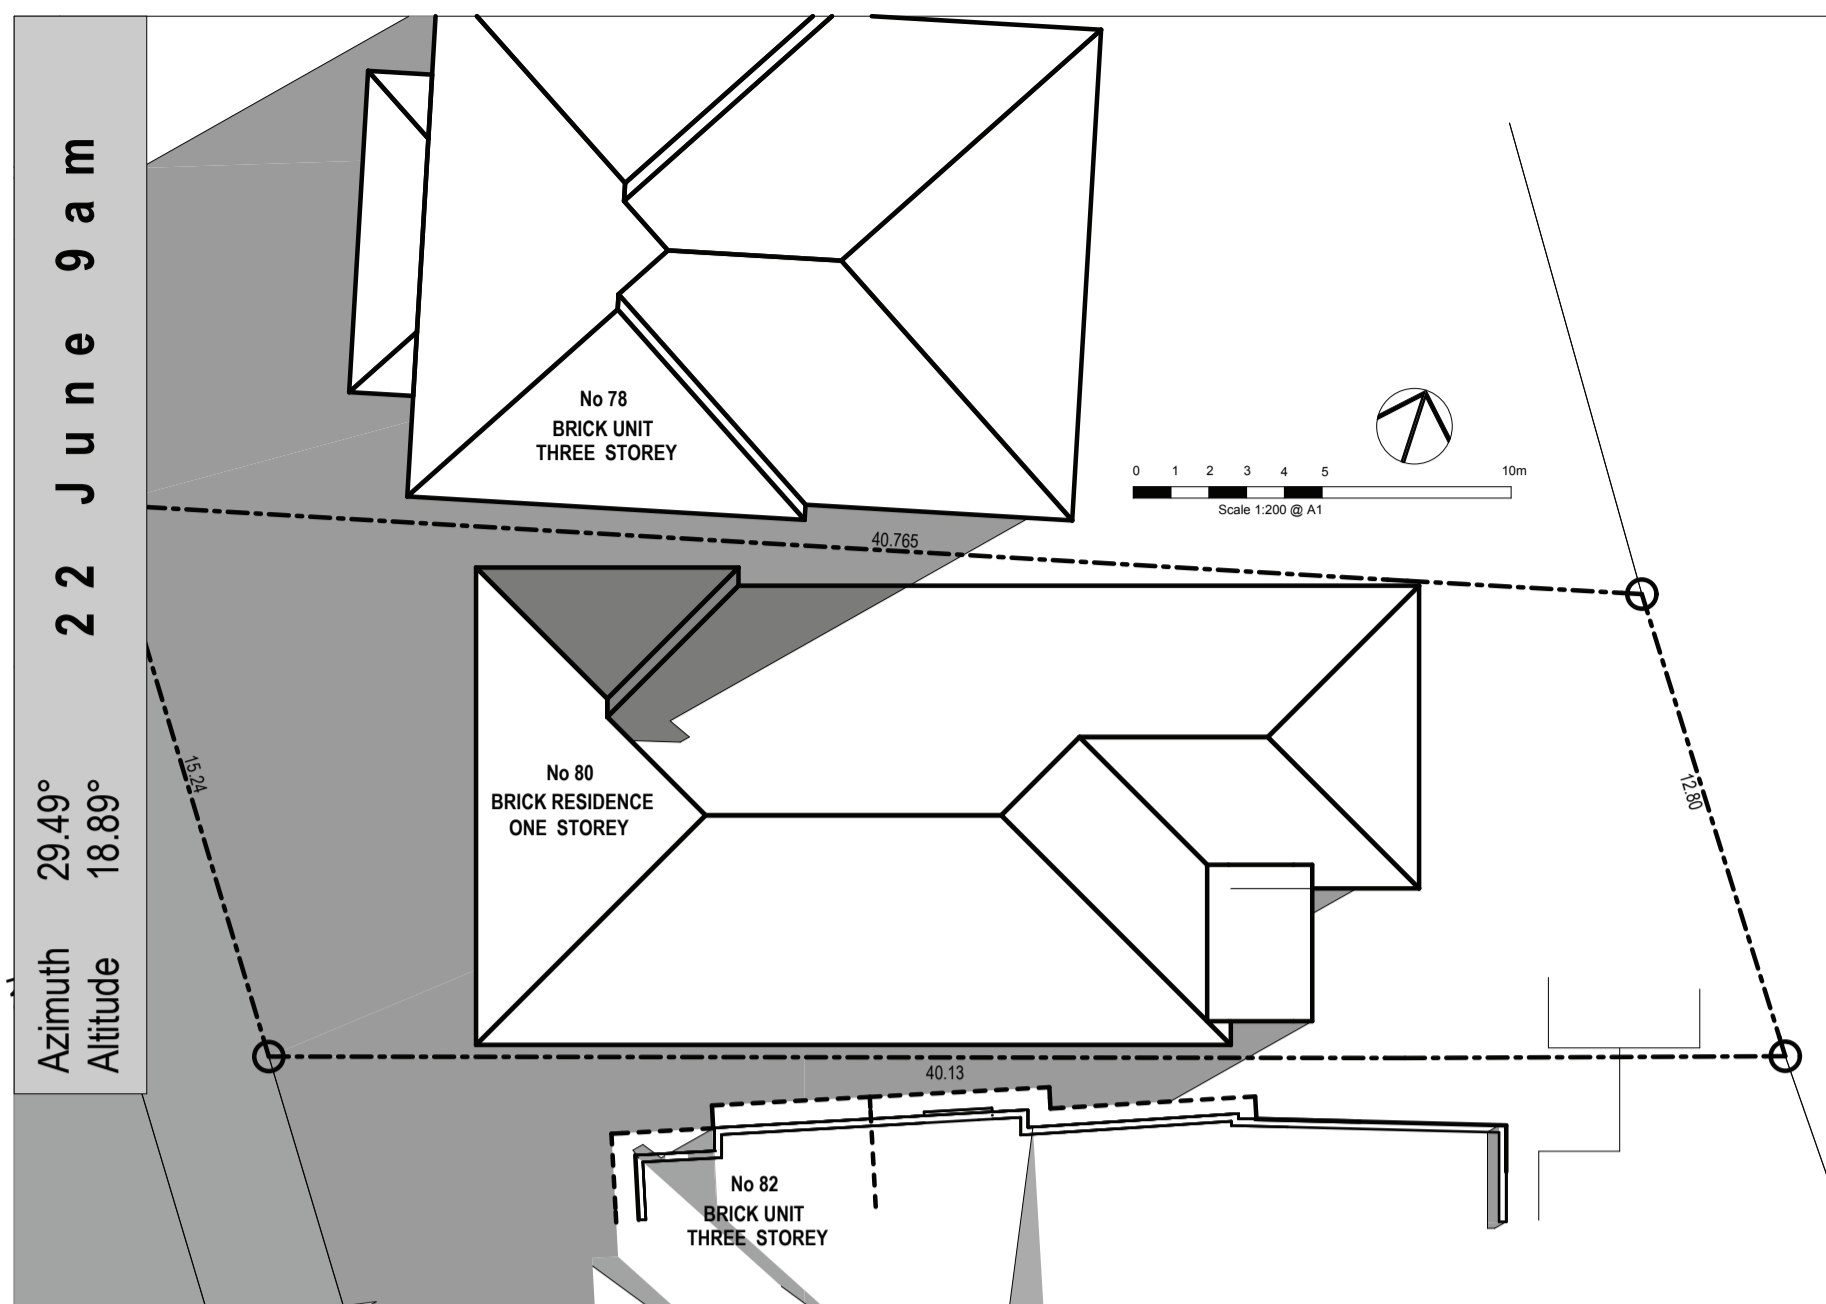 22 June 9am
Azimuth 29.49°
Altitude 18.89°
No 78
BRICK UNIT
THREE STOREY
0 1 2 3 4 5 10m
Scale 1:200 @ A1
40.765
15.24
No 80
BRICK RESIDENCE
ONE STOREY
12.80
40.13
No 82
BRICK UNIT
THREE STOREY